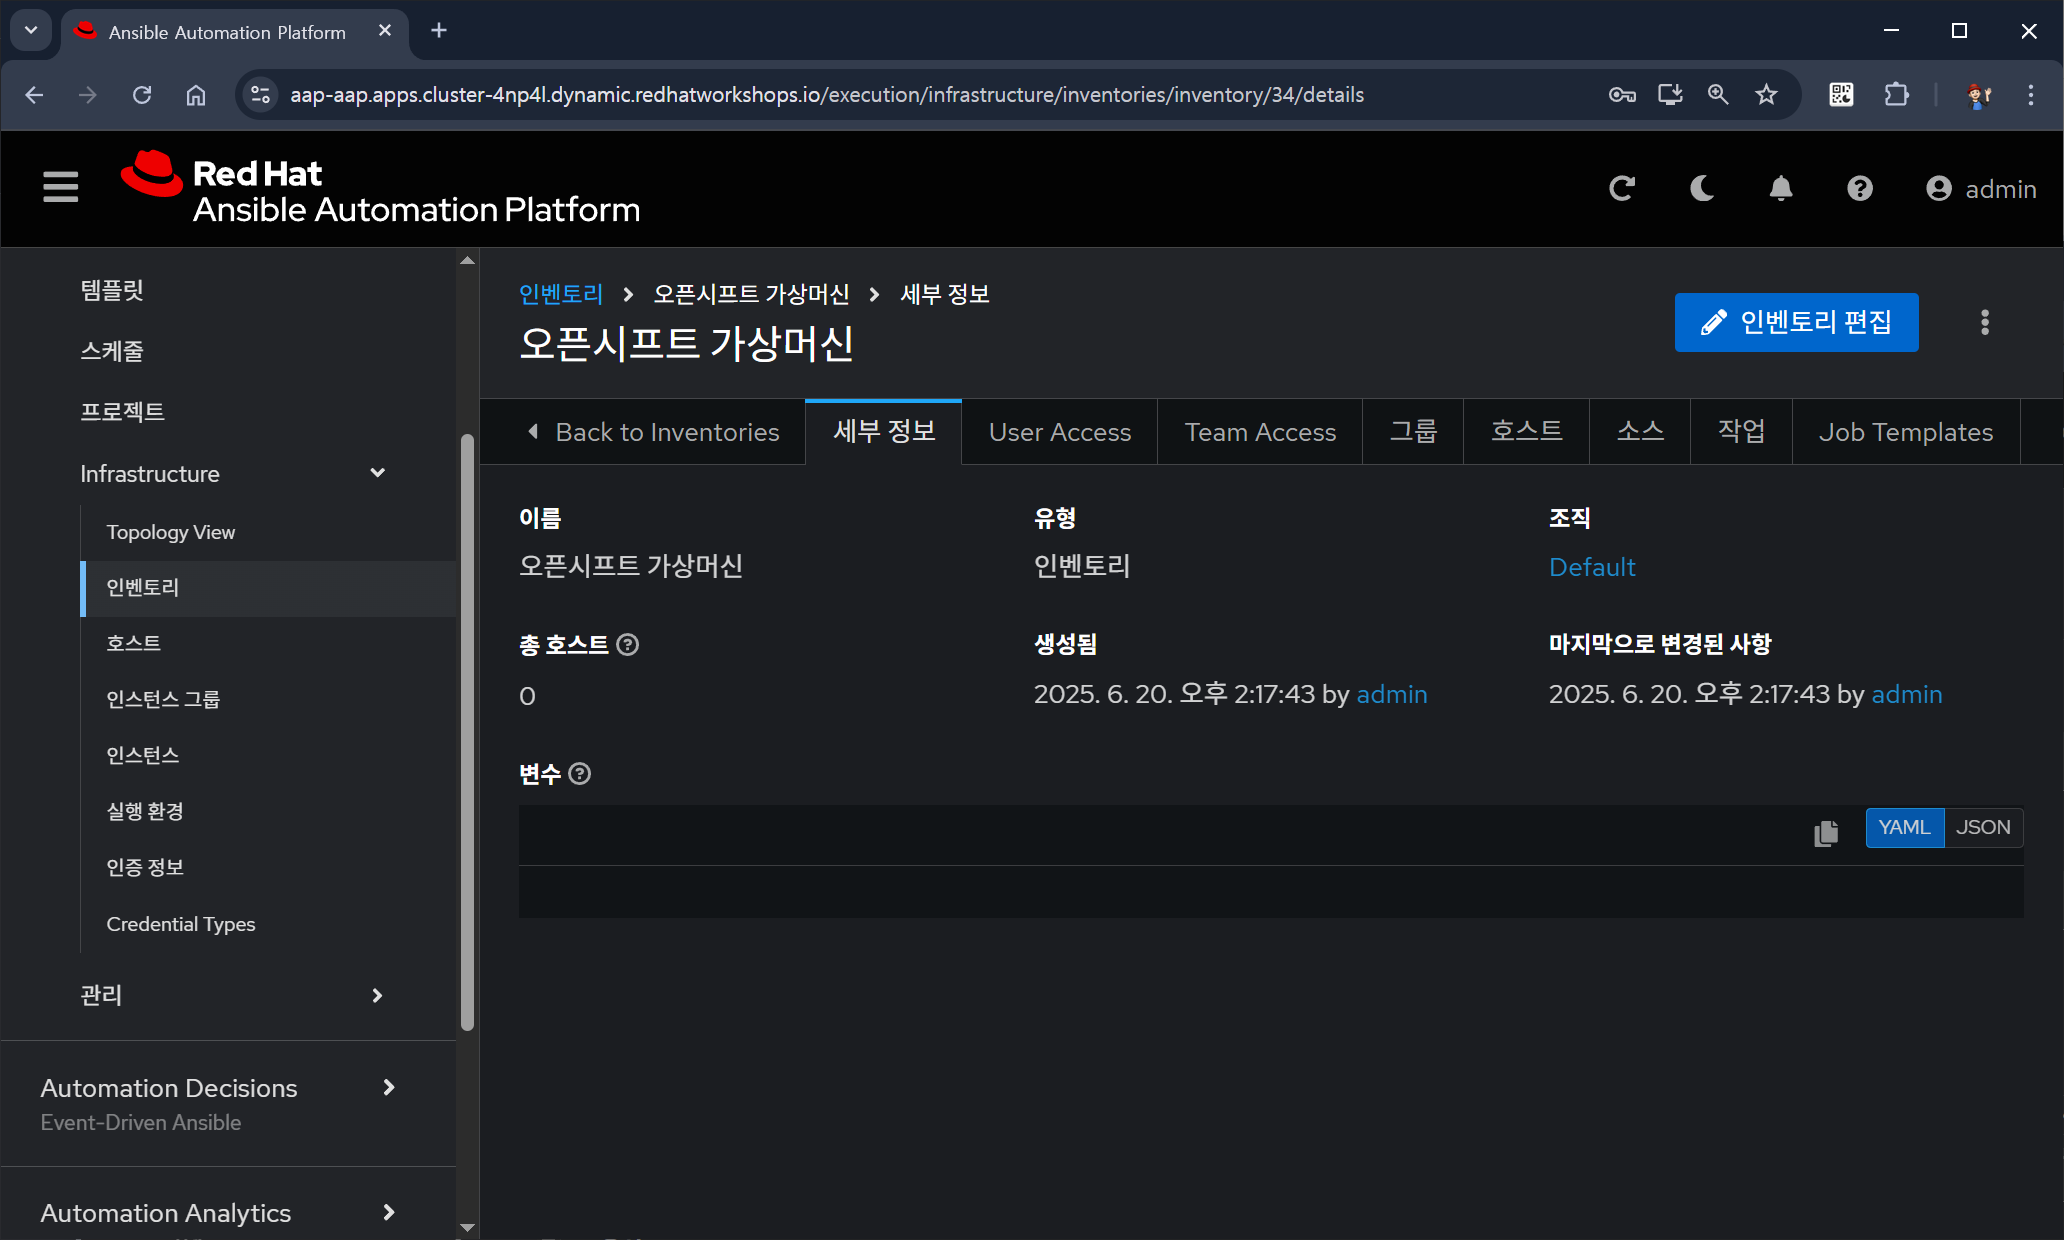 Ansible Automation Platform
aap-aap.apps.cluster-4np4l.dynamic.redhatworkshops.io/execution/infrastructure/inventories/inventory/34/details
Red Hat
Ansible Automation Platform
admin
템플릿
스케줄
프로젝트
Infrastructure
Topology View
인벤토리
호스트
인스턴스 그룹
인스턴스
실행 환경
인증 정보
Credential Types
관리
Automation Decisions
Event-Driven Ansible
Automation Analytics
인벤토리 오픈시프트 가상머신 세부 정보
오픈시프트 가상머신
인벤토리 편집
Back to Inventories 세부 정보 User Access Team Access 그룹 호스트 소스 작업 Job Templates
이름
오픈시프트 가상머신
유형
인벤토리
조직
Default
총 호스트
0
생성됨
2025. 6. 20. 오후 2:17:43 by admin
마지막으로 변경된 사항
2025. 6. 20. 오후 2:17:43 by admin
변수
YAML JSON